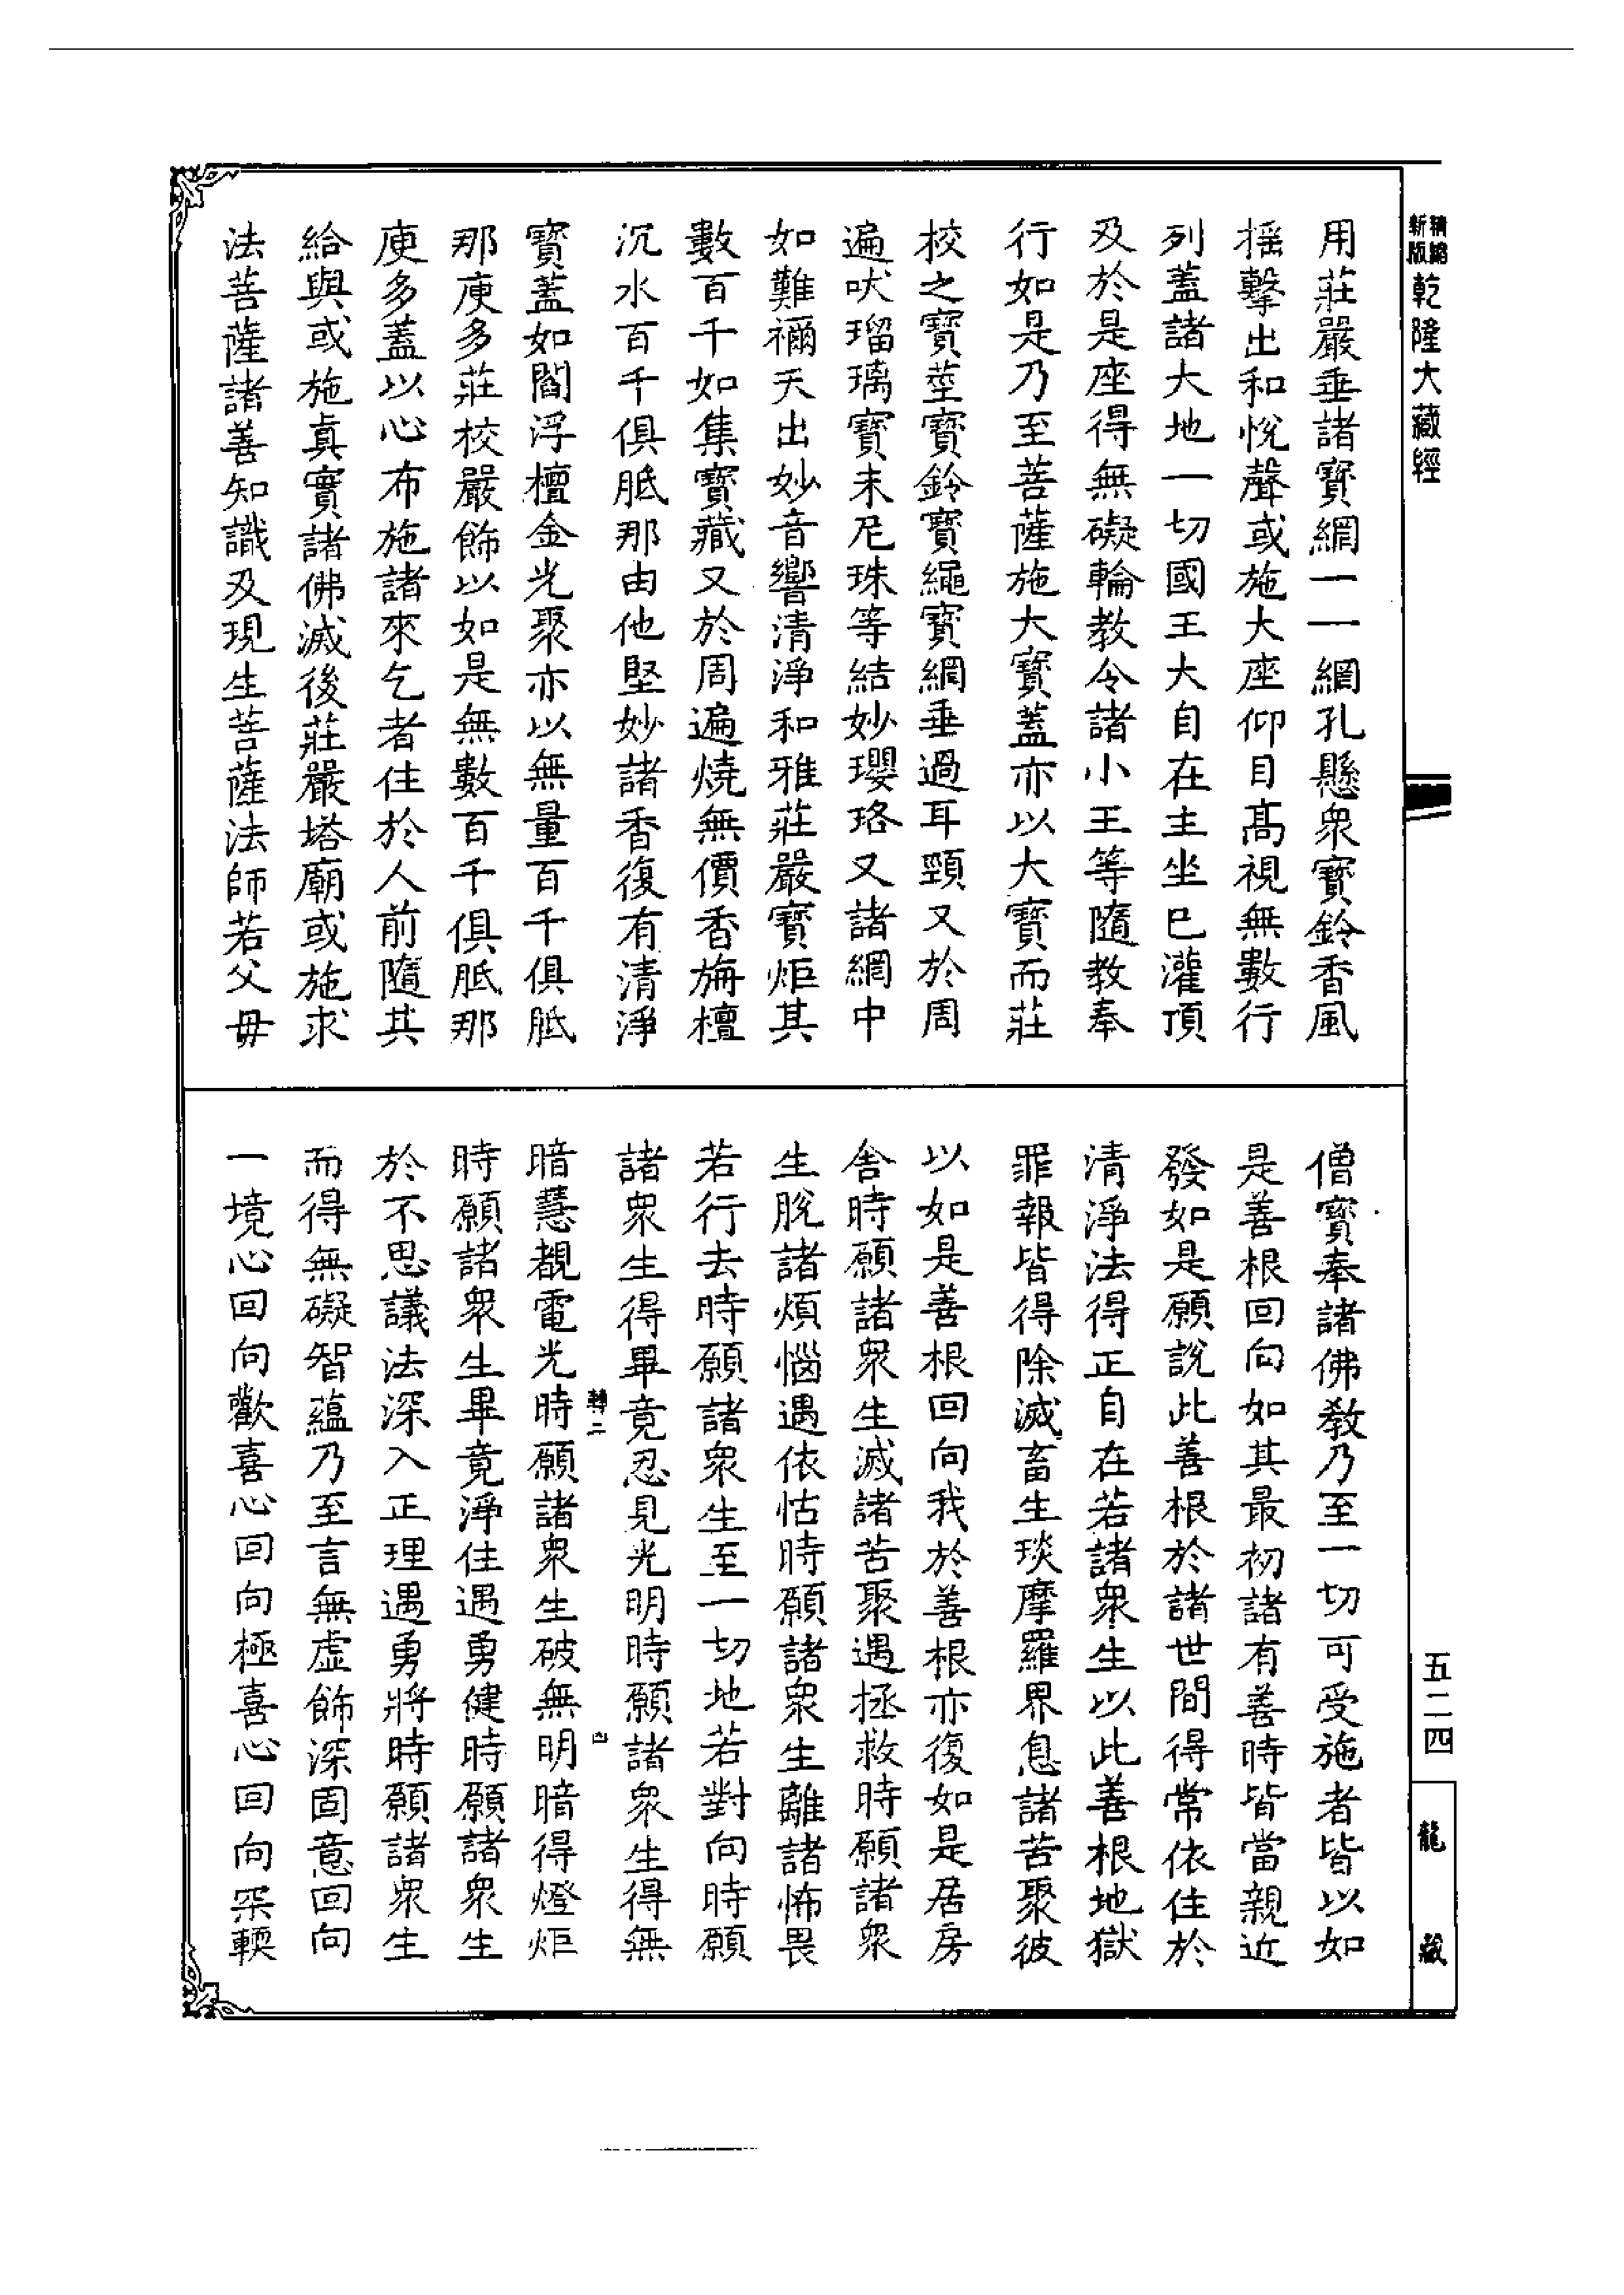 精縮新版
乾隆大藏經
用莊嚴垂諸寶網一一網孔懸衆寶鈴香風
搖擊出和悅聲或施大座仰目髙視無數行
列蓋諸大地一切國王大自在主坐巳灌頂
及於是座得無礙輪教令諸小王等隨教奉
行如是乃至菩薩施大寶蓋亦以大寶而莊
校之寶莖寶鈴寶繩寶網垂過耳頸又於周
遍吠瑠璃寶末尼珠等結妙瓔珞又諸網中
如難禰天出妙音響清淨和雅莊嚴寶炬其
數百千如集寶藏又於周遍燒無價香栴檀
沉水百千俱胝那由他堅妙諸香復有清淨
寶蓋如閻浮檀金光聚亦以無量百千俱胝
那庾多莊校嚴飾以如是無數百千俱胝那
庾多蓋以心布施諸來乞者住於人前隨其
給與或施真實諸佛滅後莊嚴塔廟或施求
法菩薩諸善知識及現生菩薩法師若父毋
僧寶奉諸佛教乃至一切可受施者皆以如
是善根回向如其最初諸有善時皆當親近
發如是願說此善根於諸世間得常依住於
清淨法得正自在若諸衆生以此善根地獄
罪報皆得除滅畜生琰摩羅界息諸苦聚彼
以如是善根回向我於善根亦復如是居房
舍時願諸衆生滅諸苦聚遇拯救時願諸衆
生脫諸煩惱遇依怙時願諸衆生離諸怖畏
若行去時願諸衆生至一切地若對向時願
諸衆生得畢竟忍見光明時願諸衆生得無
暗慧覩電光時願諸衆生破無明暗得燈炬
時願諸衆生畢竟淨住遇勇健時願諸衆生
於不思議法深入正理遇勇將時願諸衆生
而得無礙智蘊乃至言無虛飾深固意回向
一境心回向歡喜心回向極喜心回向柔輭
五二四
龍藏